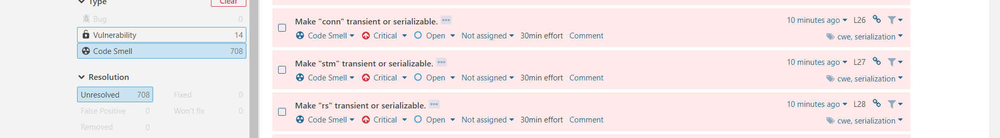 Type
Clear
Bug 0
Vulnerability 14
Code Smell 708
Resolution
Unresolved 708 Fixed 0
False Positive 0 Won't fix 0
Removed 0
Make "conn" transient or serializable. 10 minutes ago L26
Code Smell Critical Open Not assigned 30min effort Comment cwe, serialization
Make "stm" transient or serializable. 10 minutes ago L27
Code Smell Critical Open Not assigned 30min effort Comment cwe, serialization
Make "rs" transient or serializable. 10 minutes ago L28
Code Smell Critical Open Not assigned 30min effort Comment cwe, serialization